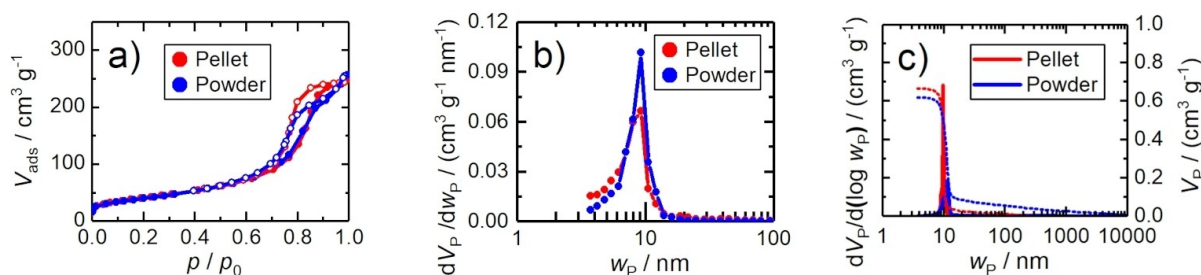 a)
Pellet
Powder
V_ads / cm³ g⁻¹
300
200
100
0
0.0 0.2 0.4 0.6 0.8 1.0
p / p₀
b)
Pellet
Powder
dV_P /dw_P / (cm³ g⁻¹ nm⁻¹)
0.12
0.09
0.06
0.03
0.00
1 10 100
w_P / nm
c)
Pellet
Powder
dV_P/d(log w_P) / (cm³ g⁻¹)
1.0
0.8
0.6
0.4
0.2
0.0
V_P / (cm³ g⁻¹)
1 10 100 1000 10000
w_P / nm